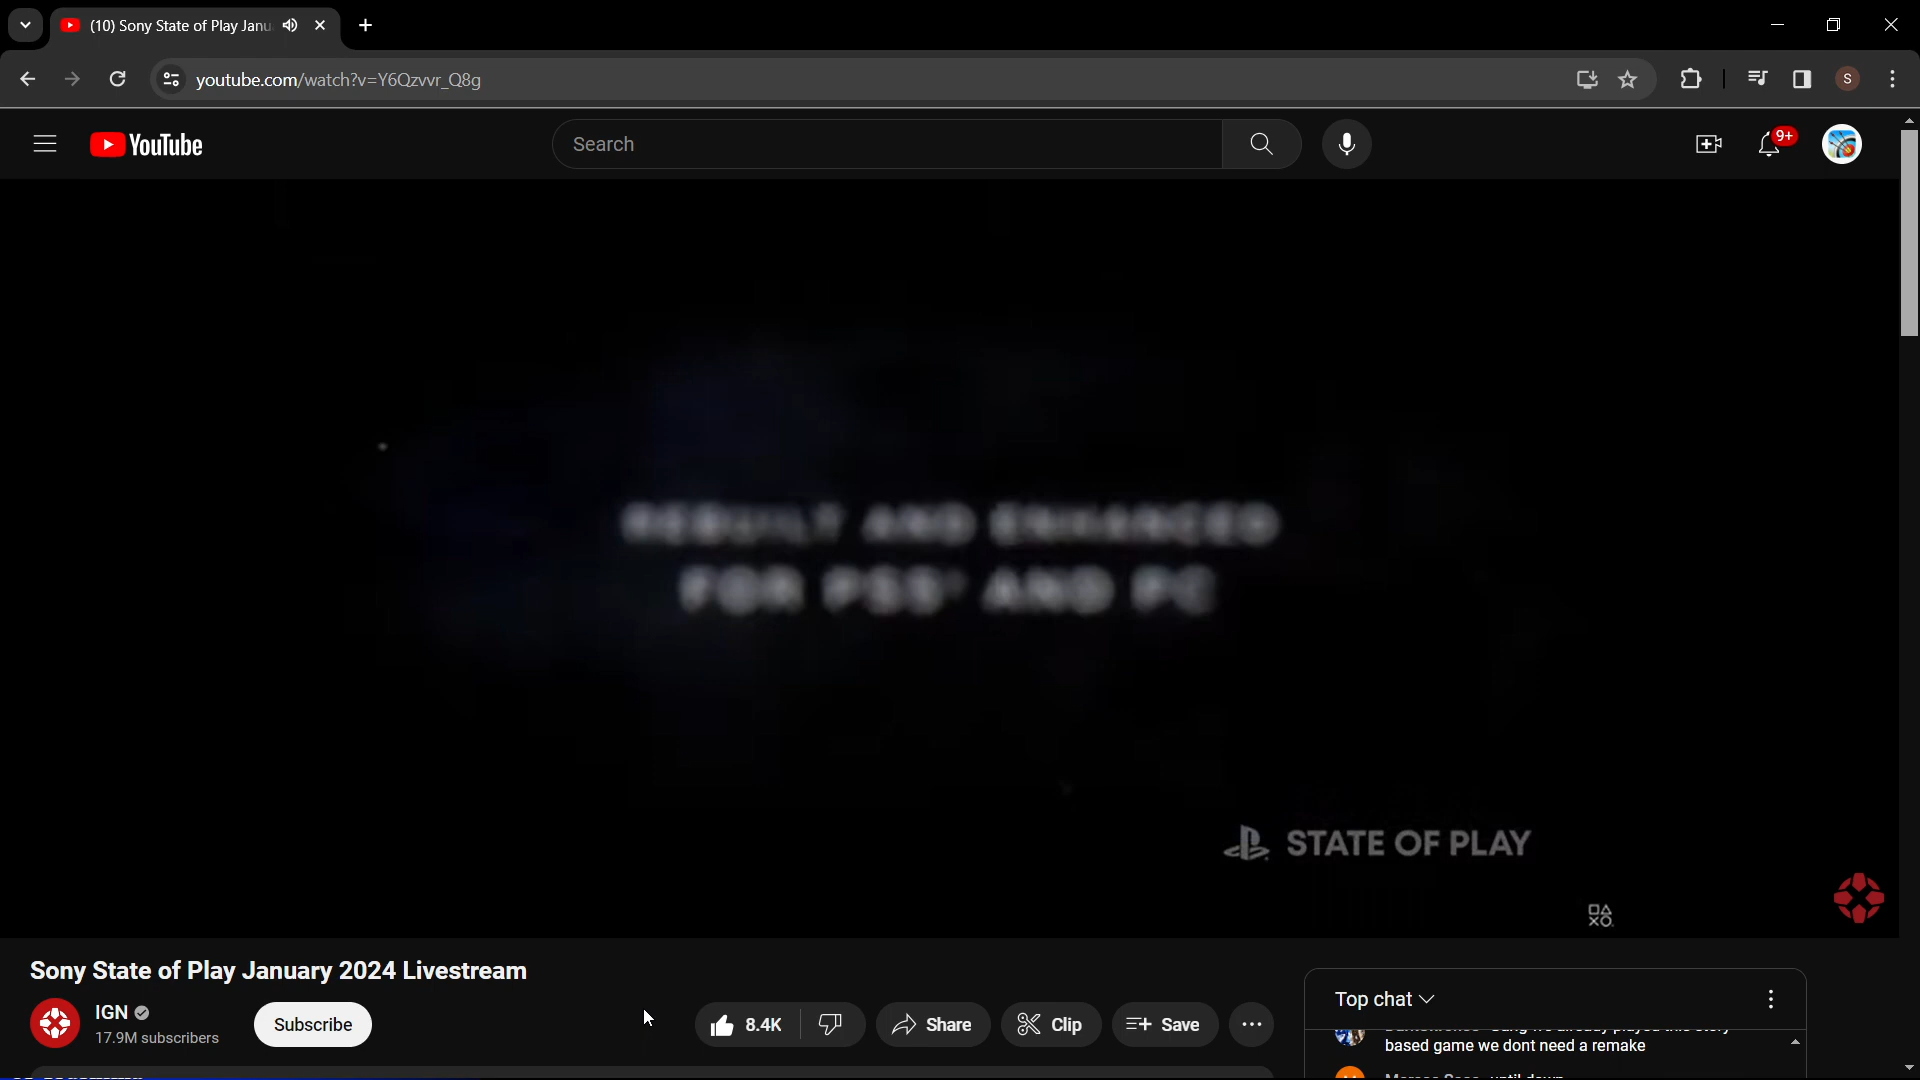 (10) Sony State of Play Janu
youtube.com/watch?v=Y6Qzvvr_Q8g
S
YouTube
Search
9+
REBUILT AND ENHANCED
FOR PS5 AND PC
STATE OF PLAY
Sony State of Play January 2024 Livestream
IGN
17.9M subscribers
Subscribe
8.4K
Share
Clip
Save
Top chat
based game we dont need a remake
until dawn